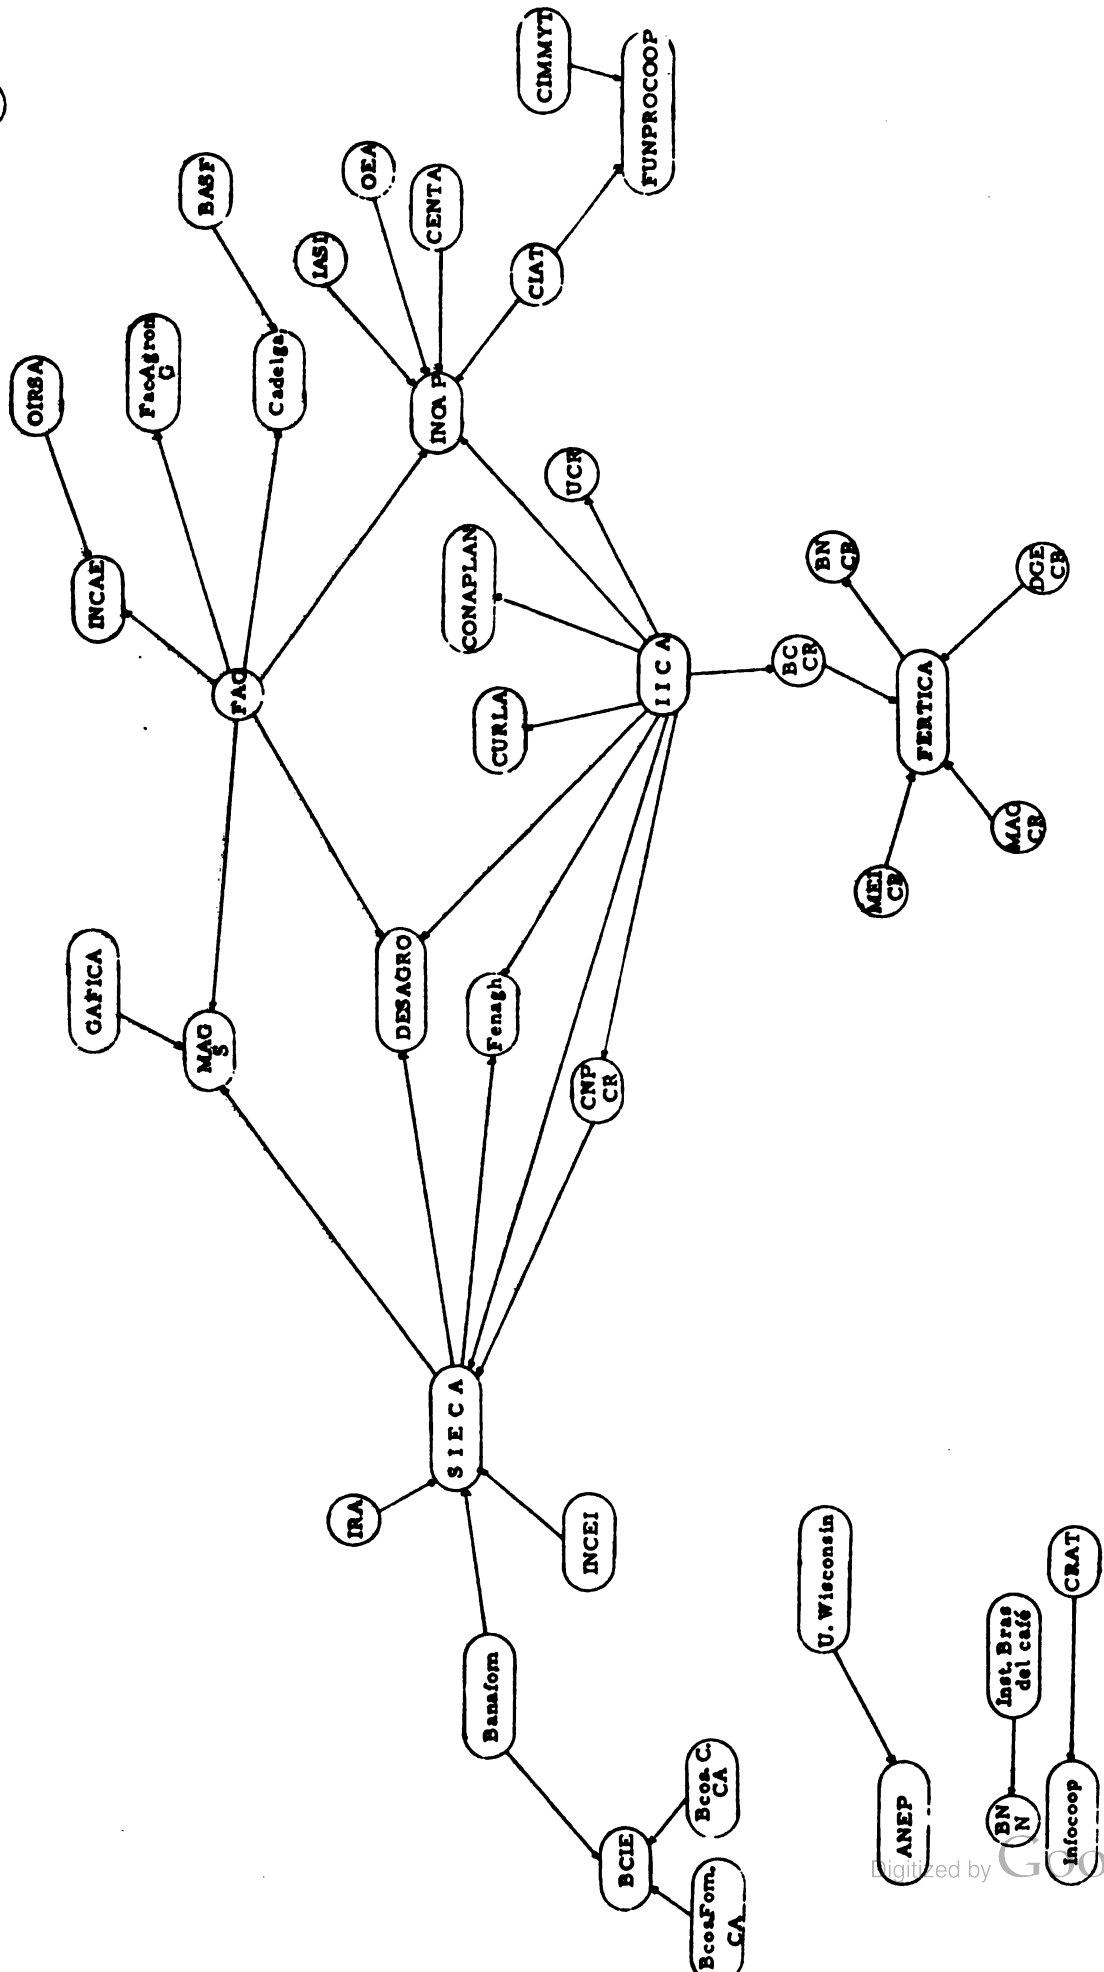 OIRSA
FacAgron
G
BASF
INCAE
Cadelga
FAO
IASI
OEA
CENTA
CIMMYT
FUNPROCOOP
CIAT
INCAP
GAFICA
MAG
S
CONAPLAN
UCR
CURLA
IICA
DESAGRO
Fenagh
CNP
CR
BC
CR
BN
CR
DGE
CR
FERTICA
MEI
CR
MAG
CR
SIECA
IRA
INCEI
Banafom
BCIE
Bcos. C.
CA
BcosFom.
CA
U. Wisconsin
ANEP
Inst. Bras
del café
BN
N
CRAT
Infocoop
Digitized by